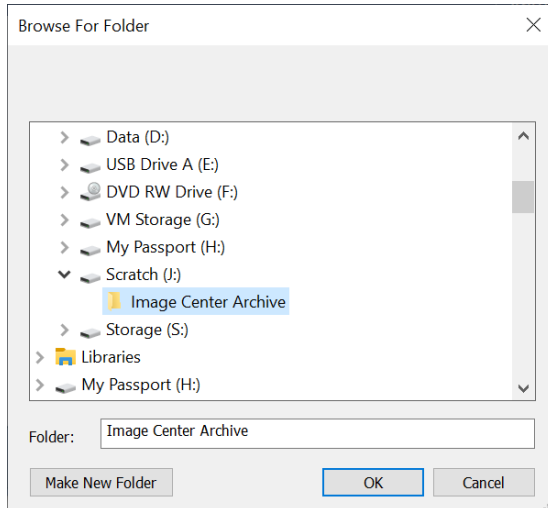 Browse For Folder
Data (D:)
USB Drive A (E:)
DVD RW Drive (F:)
VM Storage (G:)
My Passport (H:)
Scratch (J:)
Image Center Archive
Storage (S:)
Libraries
My Passport (H:)
Folder: Image Center Archive
Make New Folder OK Cancel